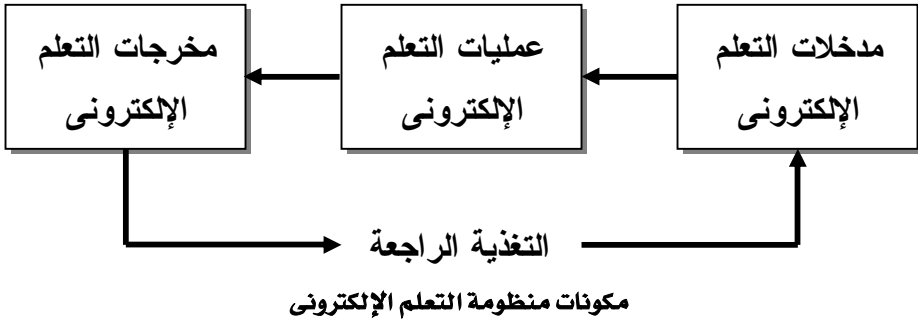 مدخلات التعلم
الإلكترونى
عمليات التعلم
الإلكترونى
مخرجات التعلم
الإلكترونى
التغذية الراجعة
مكونات منظومة التعلم الإلكترونى